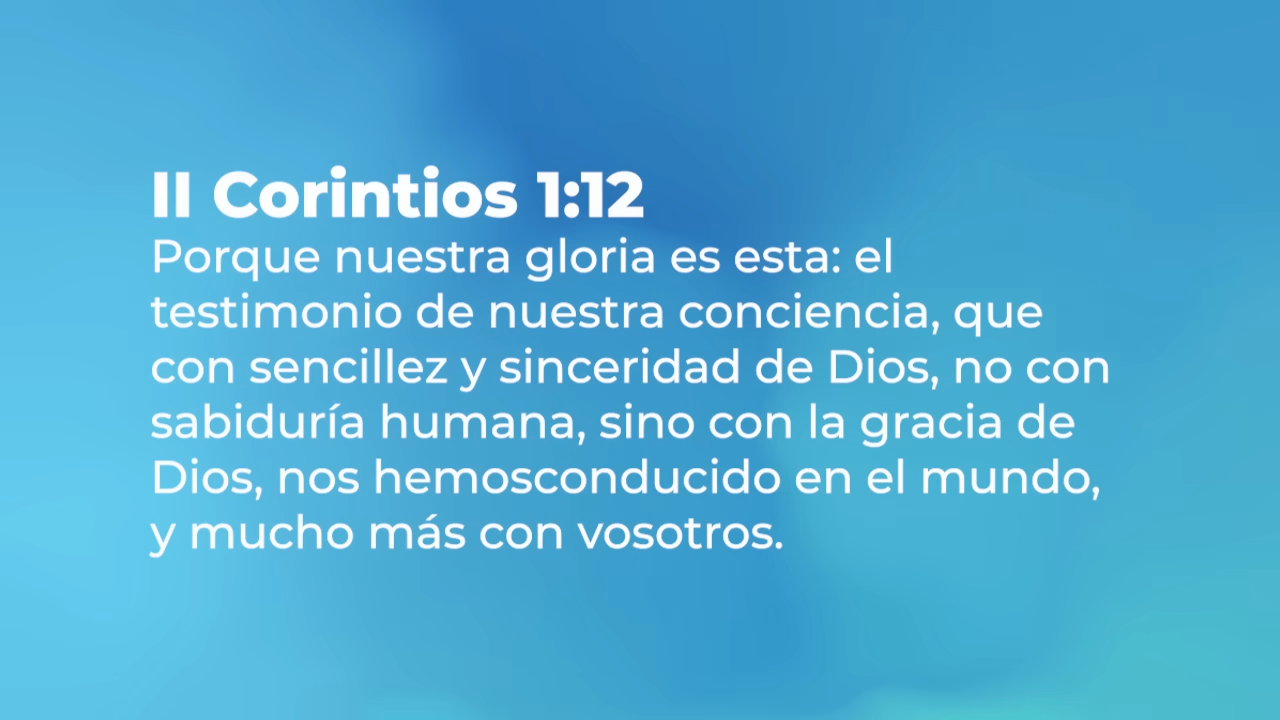 II Corintios 1:12
Porque nuestra gloria es esta: el
testimonio de nuestra conciencia, que
con sencillez y sinceridad de Dios, no con
sabiduría humana, sino con la gracia de
Dios, nos hemosconducido en el mundo,
y mucho más con vosotros.